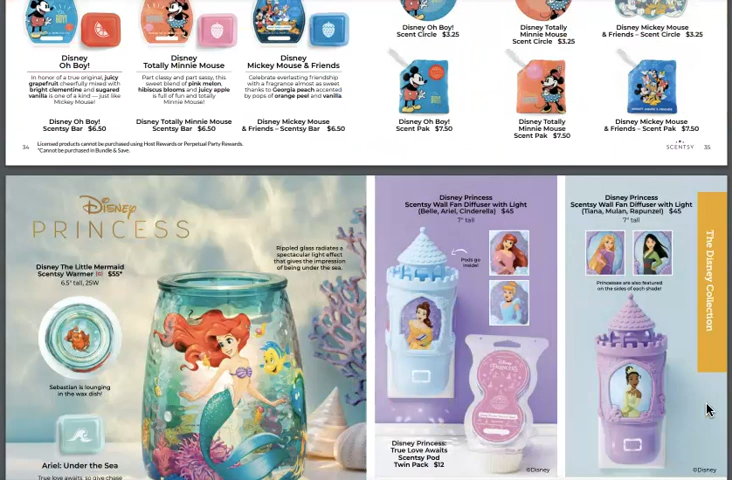 Disney
Oh Boy!
In honor of a true original, juicy
grapefruit cheerfully mixed with
bright clementine and sugared
vanilla is one of a kind — just like
Mickey Mouse!
Disney Oh Boy!
Scentsy Bar $6.50
Disney
Totally Minnie Mouse
Part classy and part sassy, this
sweet blend of pink melon,
hibiscus blooms and juicy apple
is full of fun and totally
Minnie Mouse!
Disney Totally Minnie Mouse
Scentsy Bar $6.50
Disney
Mickey Mouse & Friends
Celebrate everlasting friendship
with a fragrance almost as sweet,
thanks to Georgia peach accented
by pops of orange peel and vanilla.
Disney Mickey Mouse
& Friends – Scentsy Bar $6.50
34
Licensed products cannot be purchased using Host Rewards or Perpetual Party Rewards.
*Cannot be purchased in Bundle & Save.
Disney Oh Boy!
Scent Circle $3.25
Disney Totally
Minnie Mouse
Scent Circle $3.25
Disney Mickey Mouse
& Friends – Scent Circle $3.25
Disney Oh Boy!
Scent Pak $7.50
Disney Totally
Minnie Mouse
Scent Pak $7.50
Disney Mickey Mouse
& Friends – Scent Pak $7.50
SCENTSY
35
Disney
PRINCESS
Disney The Little Mermaid
Scentsy Warmer $55*
6.5" tall, 25W
Rippled glass radiates a
spectacular light effect
that gives the impression
of being under the sea.
Sebastian is lounging
in the wax dish!
Ariel: Under the Sea
True love awaits, so give chase
Disney Princess
Scentsy Wall Fan Diffuser with Light
(Belle, Ariel, Cinderella) $45
7" tall
Pods go
inside!
Disney Princess:
True Love Awaits
Scentsy Pod
Twin Pack $12
©Disney
Disney Princess
Scentsy Wall Fan Diffuser with Light
(Tiana, Mulan, Rapunzel) $45
7" tall
Princesses are also featured
on the sides of each shade!
©Disney
The Disney Collection